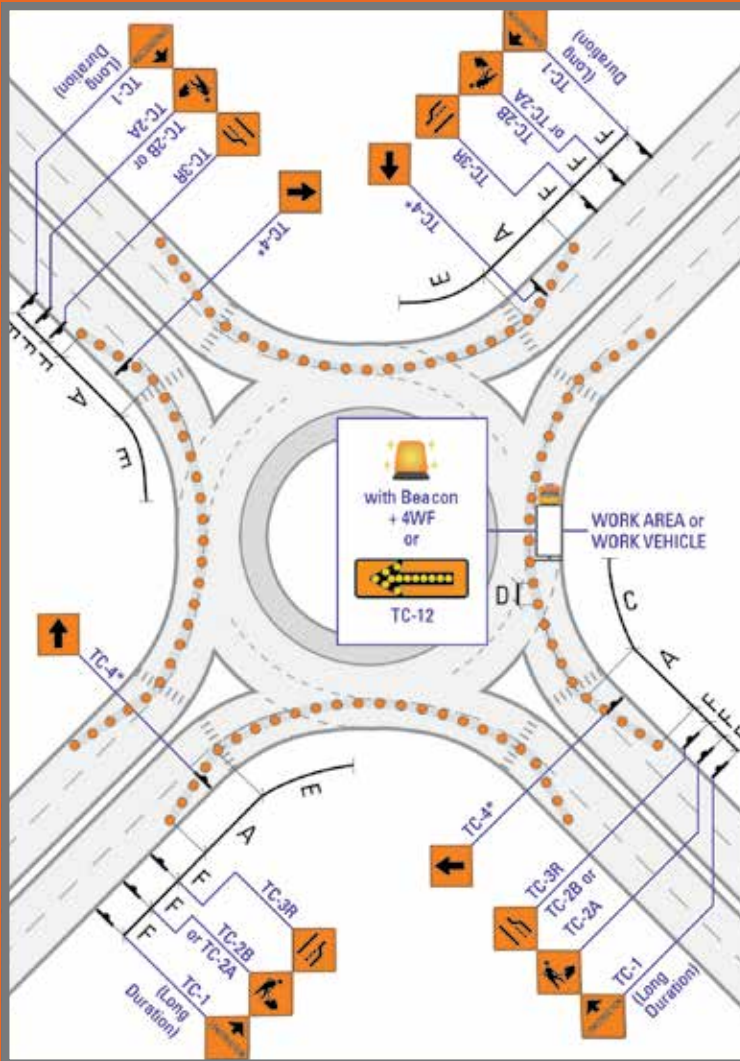 TC-1
(Long
Duration)
TC-2B or
TC-2A
TC-3R
TC-4*
TC-1
(Long
Duration)
TC-2B
or TC-2A
TC-3R
TC-4*
F
F
F
A
E
F
F
F
A
E
with Beacon
+ 4WF
or
TC-12
WORK AREA or
WORK VEHICLE
D
C
A
F
F
F
TC-4*
E
A
F
F
F
TC-3R
TC-2B
or TC-2A
TC-1
(Long
Duration)
TC-4*
TC-3R
TC-2B or
TC-2A
TC-1
(Long
Duration)